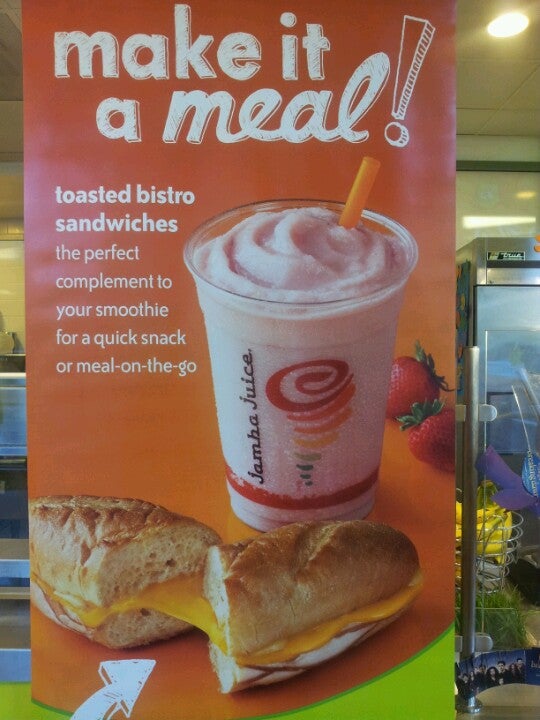 make it
a meal!
toasted bistro
sandwiches
the perfect
complement to
your smoothie
for a quick snack
or meal-on-the-go
jamba juice
true